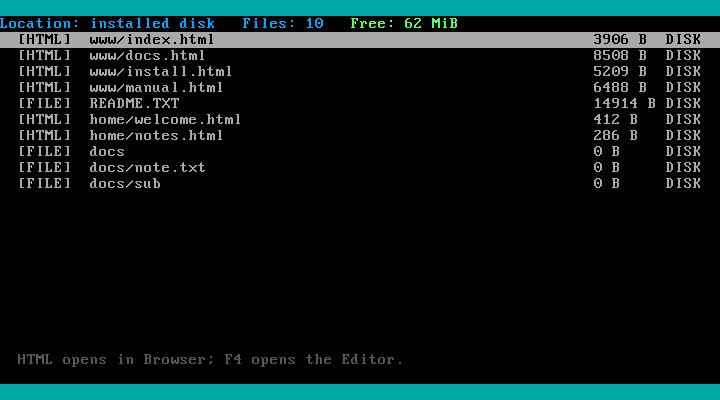 Location: installed disk Files: 10 Free: 62 MiB
[HTML] www/index.html 3906 B DISK
[HTML] www/docs.html 8508 B DISK
[HTML] www/install.html 5209 B DISK
[HTML] www/manual.html 6488 B DISK
[FILE] README.TXT 14914 B DISK
[HTML] home/welcome.html 412 B DISK
[HTML] home/notes.html 286 B DISK
[FILE] docs 0 B DISK
[FILE] docs/note.txt 0 B DISK
[FILE] docs/sub 0 B DISK
HTML opens in Browser; F4 opens the Editor.